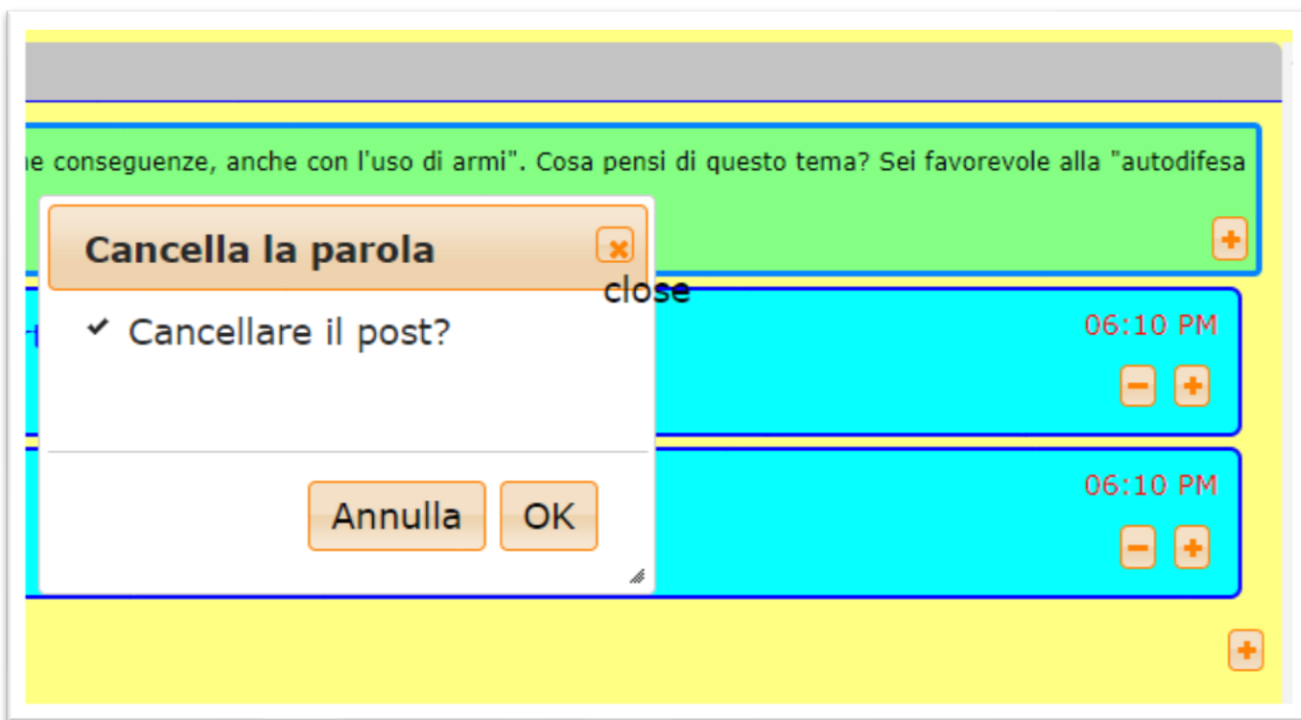 conseguenze, anche con l'uso di armi". Cosa pensi di questo tema? Sei favorevole alla "autodifesa
Cancella la parola
close
Cancellare il post?
06:10 PM
Annulla
OK
06:10 PM